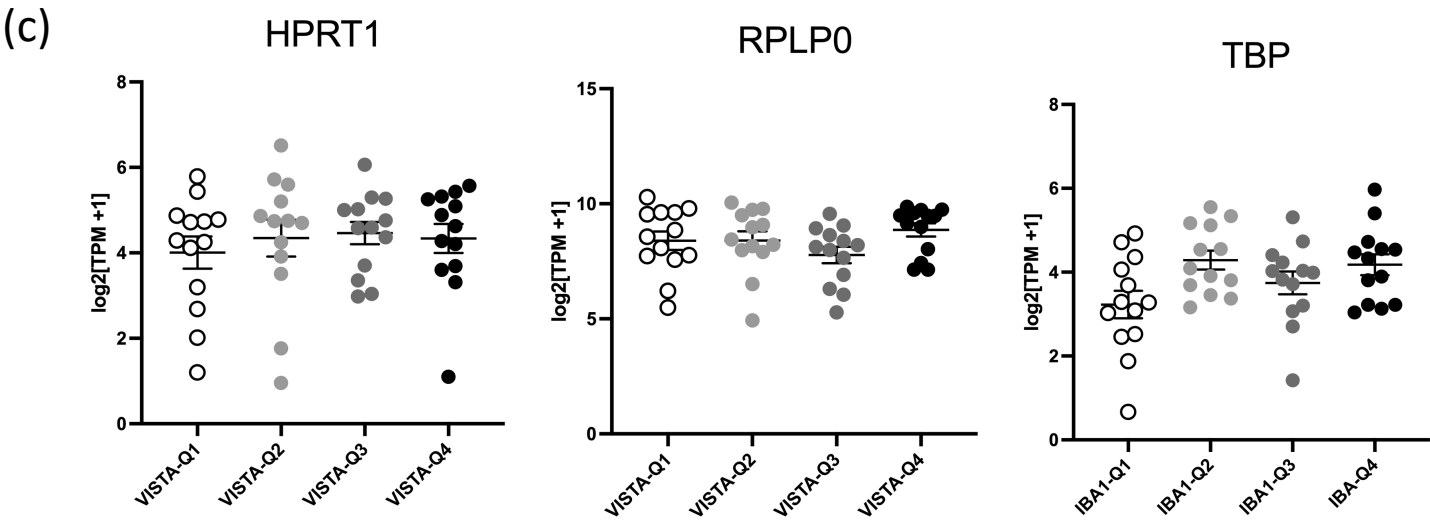 (c)
HPRT1
log2[TPM +1]
8
6
4
2
0
VISTA-Q1
VISTA-Q2
VISTA-Q3
VISTA-Q4
RPLP0
log2[TPM +1]
15
10
5
0
VISTA-Q1
VISTA-Q2
VISTA-Q3
VISTA-Q4
TBP
log2[TPM +1]
8
6
4
2
0
IBA1-Q1
IBA1-Q2
IBA1-Q3
IBA-Q4